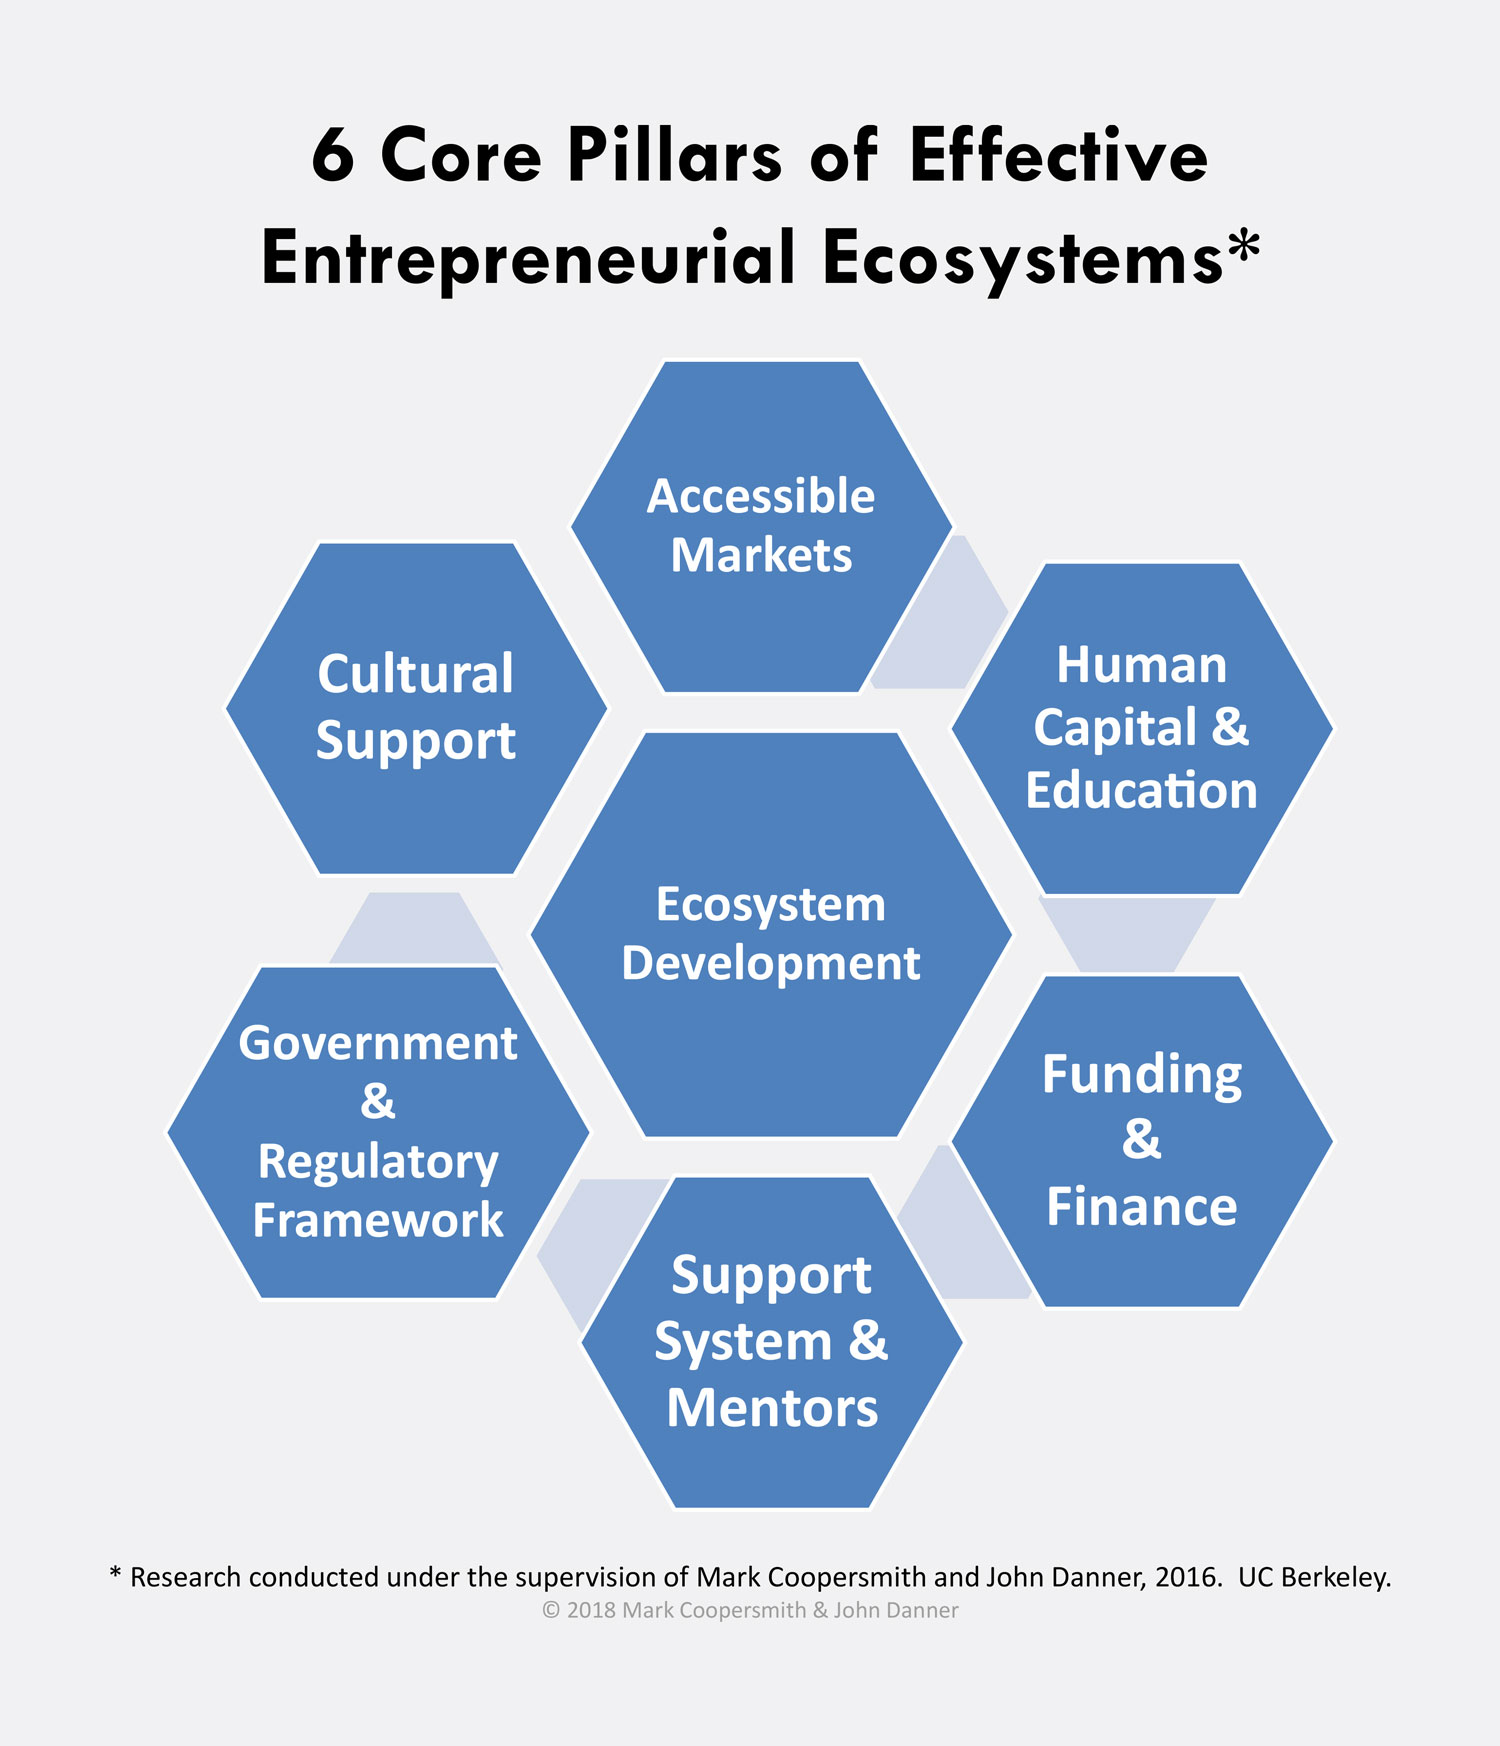 6 Core Pillars of Effective
Entrepreneurial Ecosystems*
Accessible
Markets
Human
Capital &
Education
Funding
&
Finance
Support
System &
Mentors
Government
&
Regulatory
Framework
Cultural
Support
Ecosystem
Development
* Research conducted under the supervision of Mark Coopersmith and John Danner, 2016.  UC Berkeley.
© 2018 Mark Coopersmith & John Danner